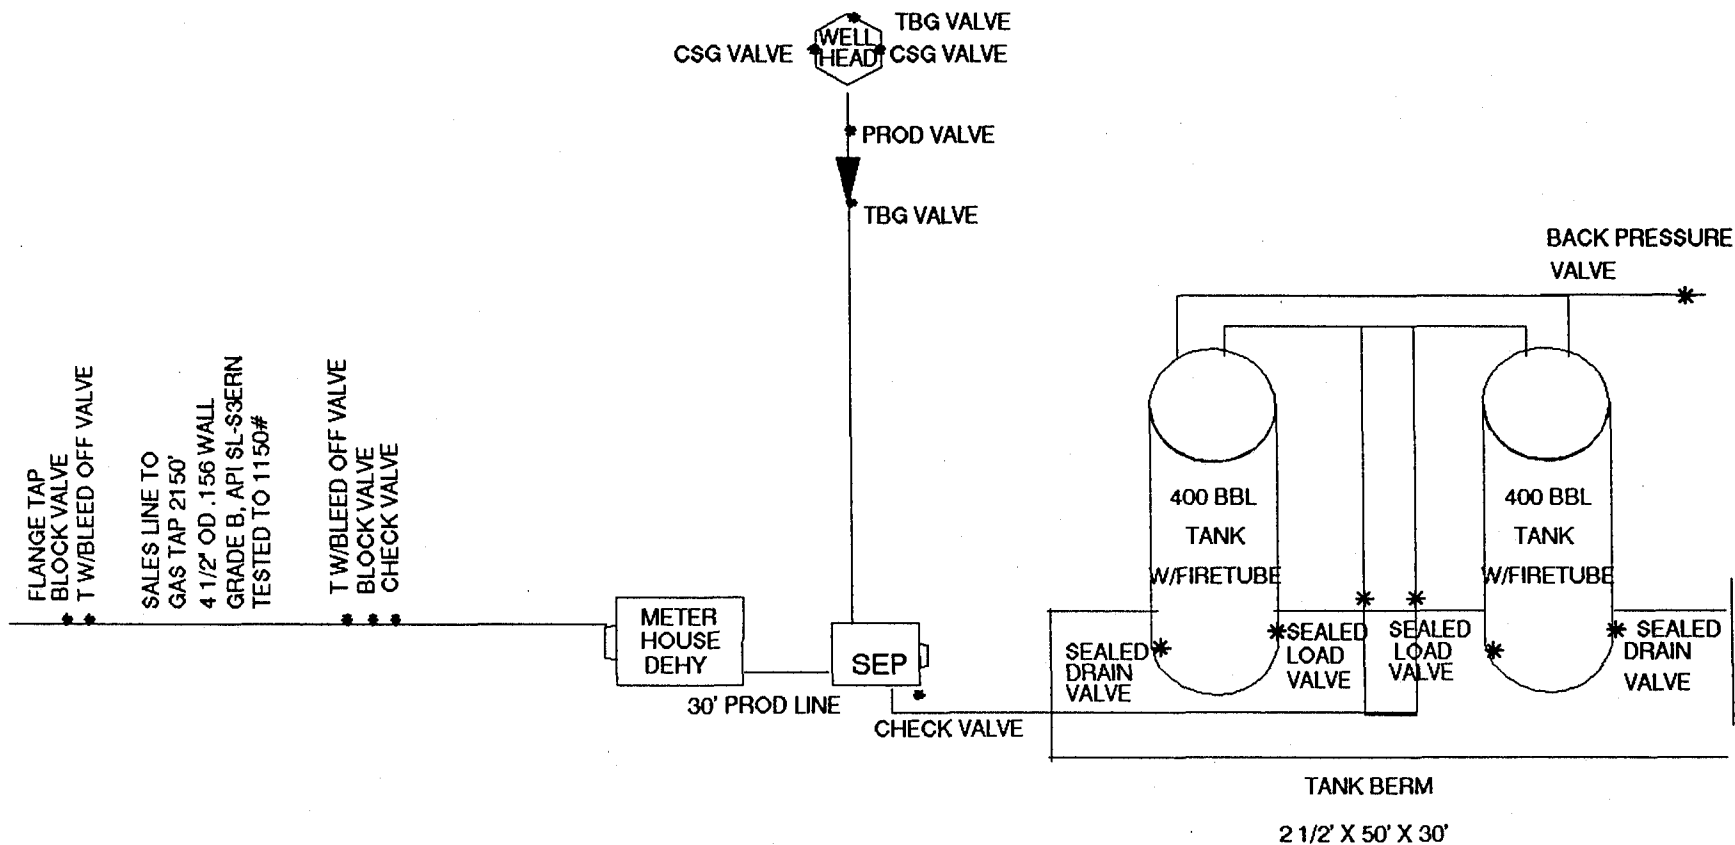 TBG VALVE
WELL
HEAD
CSG VALVE
CSG VALVE
PROD VALVE
TBG VALVE
BACK PRESSURE
VALVE
FLANGE TAP
BLOCK VALVE
T W/BLEED OFF VALVE
SALES LINE TO
GAS TAP 2150'
4 1/2" OD .156 WALL
GRADE B, API SL-S3ERN
TESTED TO 1150#
T W/BLEED OFF VALVE
BLOCK VALVE
CHECK VALVE
METER
HOUSE
DEHY
SEP
30' PROD LINE
CHECK VALVE
400 BBL
TANK
W/FIRETUBE
400 BBL
TANK
W/FIRETUBE
SEALED
DRAIN
VALVE
SEALED
LOAD
VALVE
SEALED
LOAD
VALVE
SEALED
DRAIN
VALVE
TANK BERM
2 1/2' X 50' X 30'